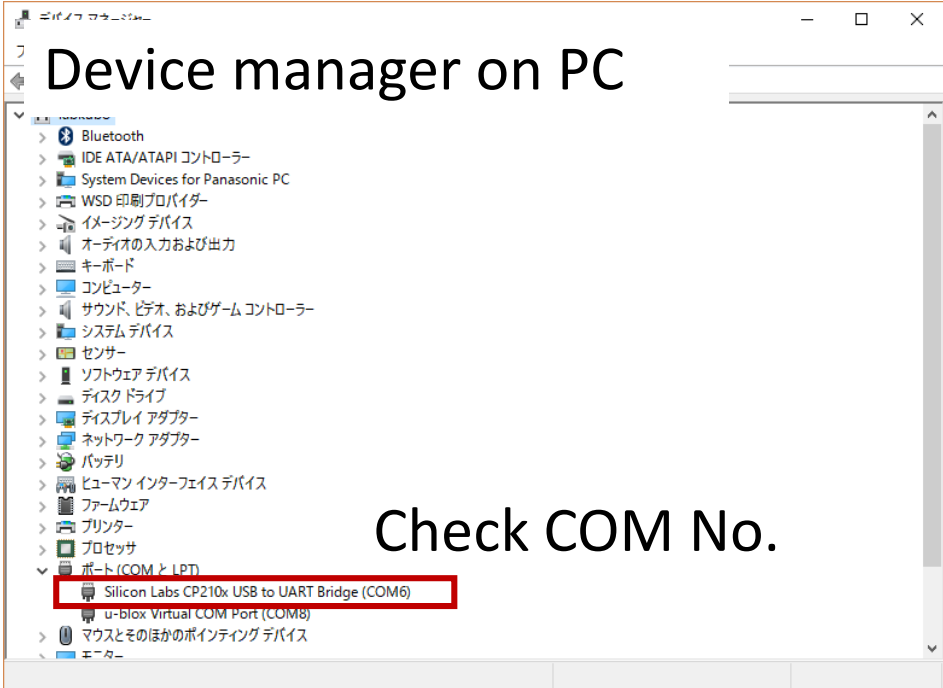 デバイス マネージャー
Device manager on PC
Bluetooth
IDE ATA/ATAPI コントローラー
System Devices for Panasonic PC
WSD 印刷プロバイダー
イメージング デバイス
オーディオの入力および出力
キーボード
コンピューター
サウンド、ビデオ、およびゲーム コントローラー
システム デバイス
センサー
ソフトウェア デバイス
ディスク ドライブ
ディスプレイ アダプター
ネットワーク アダプター
バッテリ
ヒューマン インターフェイス デバイス
ファームウェア
プリンター
プロセッサ
Check COM No.
ポート (COM と LPT)
Silicon Labs CP210x USB to UART Bridge (COM6)
u-blox Virtual COM Port (COM8)
マウスとそのほかのポインティング デバイス
モニター